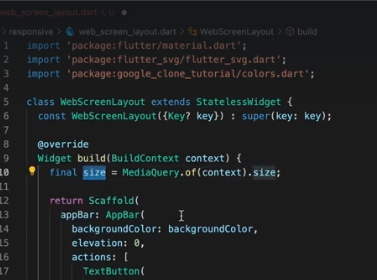 web_screen_layout.dart 1, U
> responsive > web_screen_layout.dart > WebScreenLayout > build
1 import 'package:flutter/material.dart';
2 import 'package:flutter_svg/flutter_svg.dart';
3 import 'package:google_clone_tutorial/colors.dart';
4
5 class WebScreenLayout extends StatelessWidget {
6 const WebScreenLayout({Key? key}) : super(key: key);
7
8 @override
9 Widget build(BuildContext context) {
10 final size = MediaQuery.of(context).size;
11
12 return Scaffold(
13 appBar: AppBar(
14 backgroundColor: backgroundColor,
15 elevation: 0,
16 actions: [
17 TextButton(